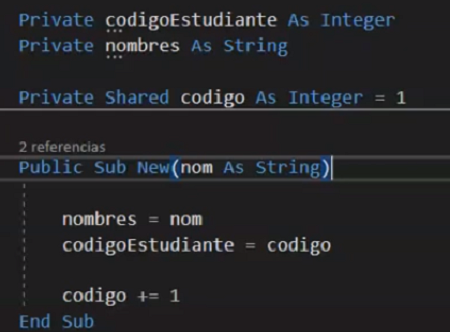 Private codigoEstudiante As Integer
Private nombres As String
Private Shared codigo As Integer = 1
2 referencias
Public Sub New(nom As String)
nombres = nom
codigoEstudiante = codigo
codigo += 1
End Sub